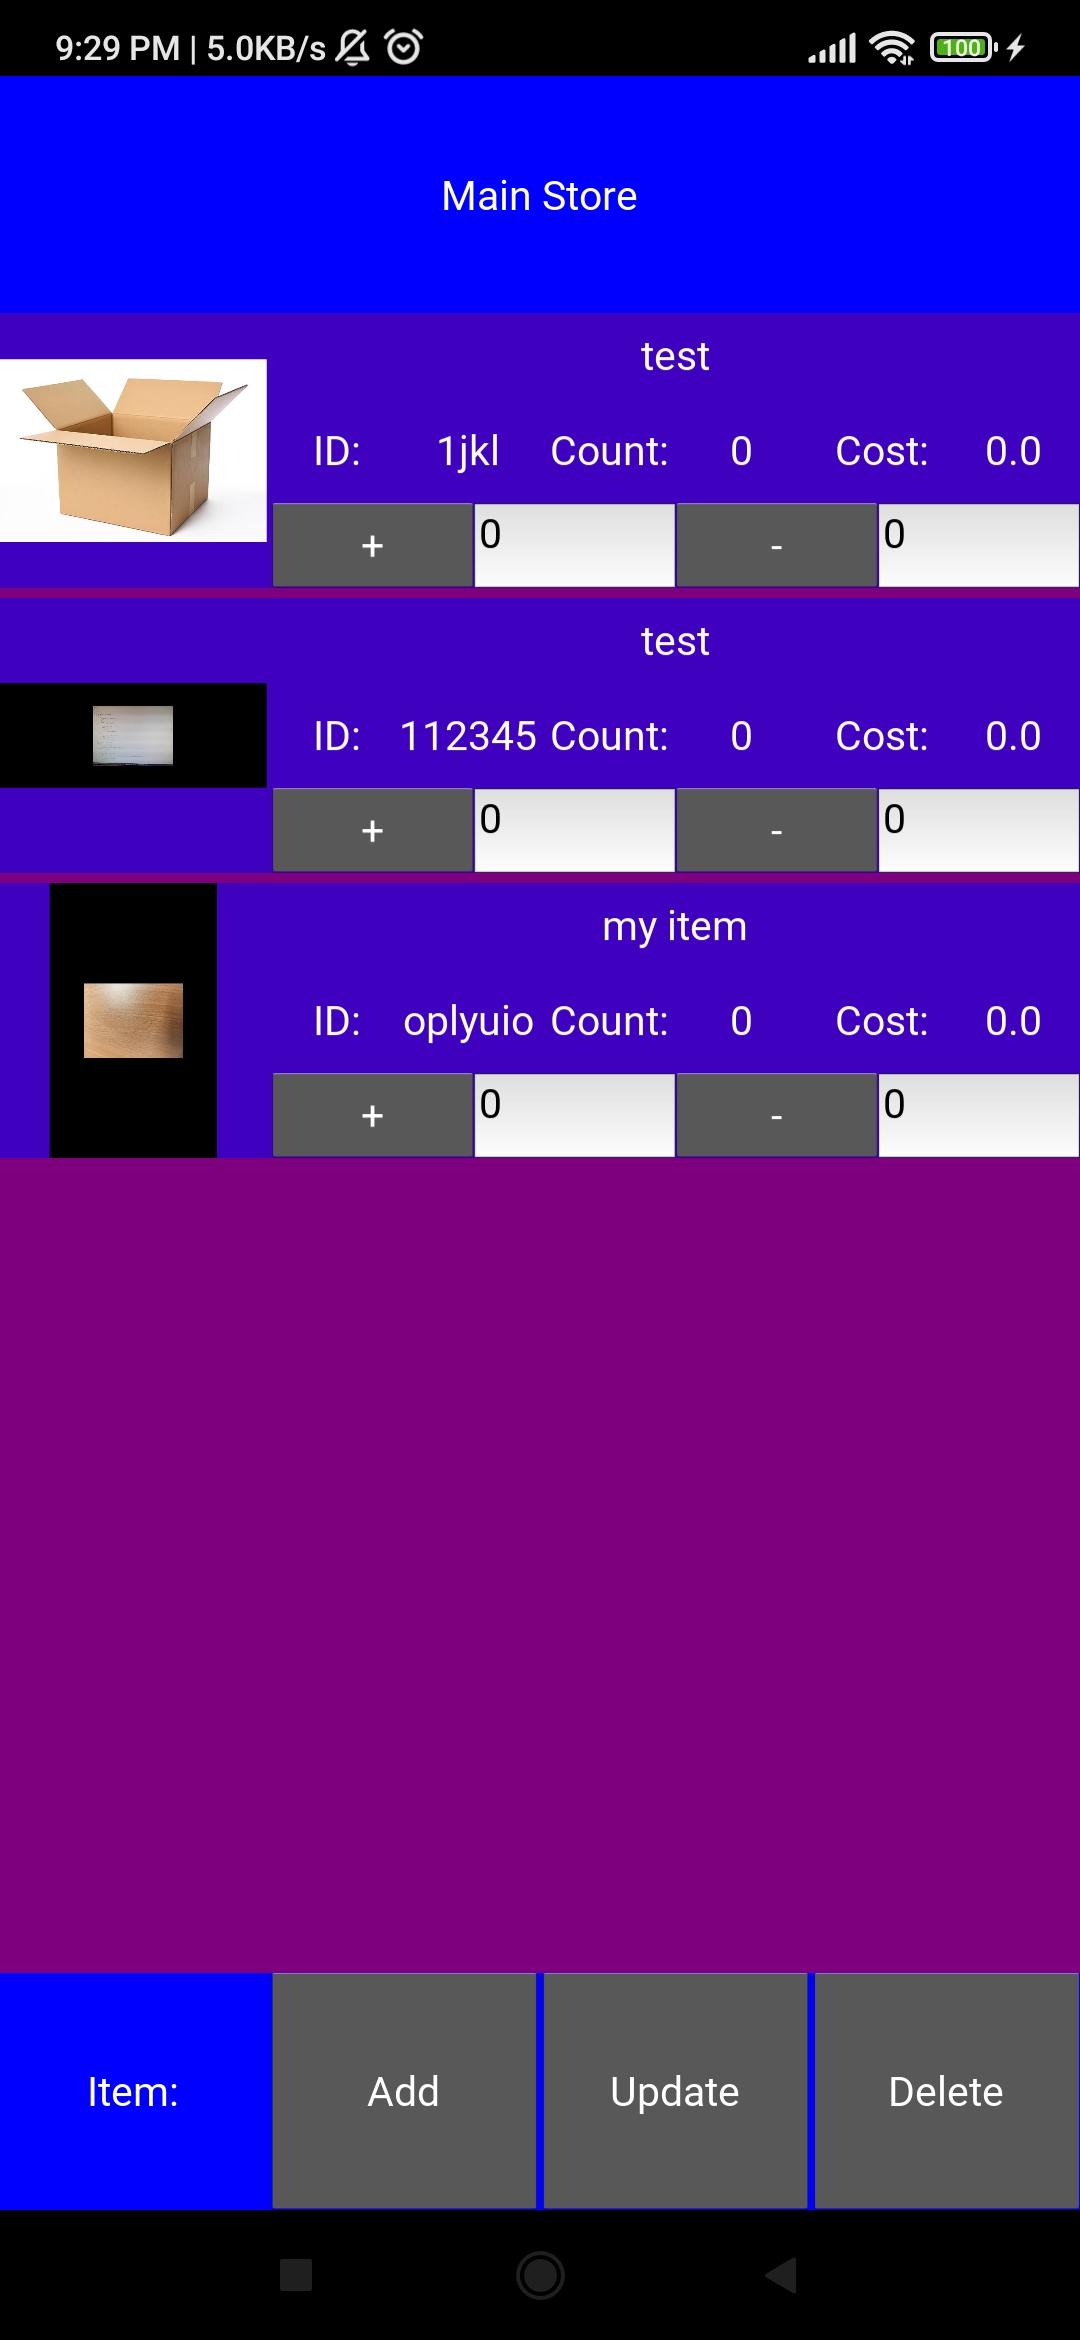 9:29 PM | 5.0KB/s 100
Main Store
test
ID: 1jkl Count: 0 Cost: 0.0
+ 0 - 0
test
ID: 112345 Count: 0 Cost: 0.0
+ 0 - 0
my item
ID: oplyuio Count: 0 Cost: 0.0
+ 0 - 0
Item: Add Update Delete